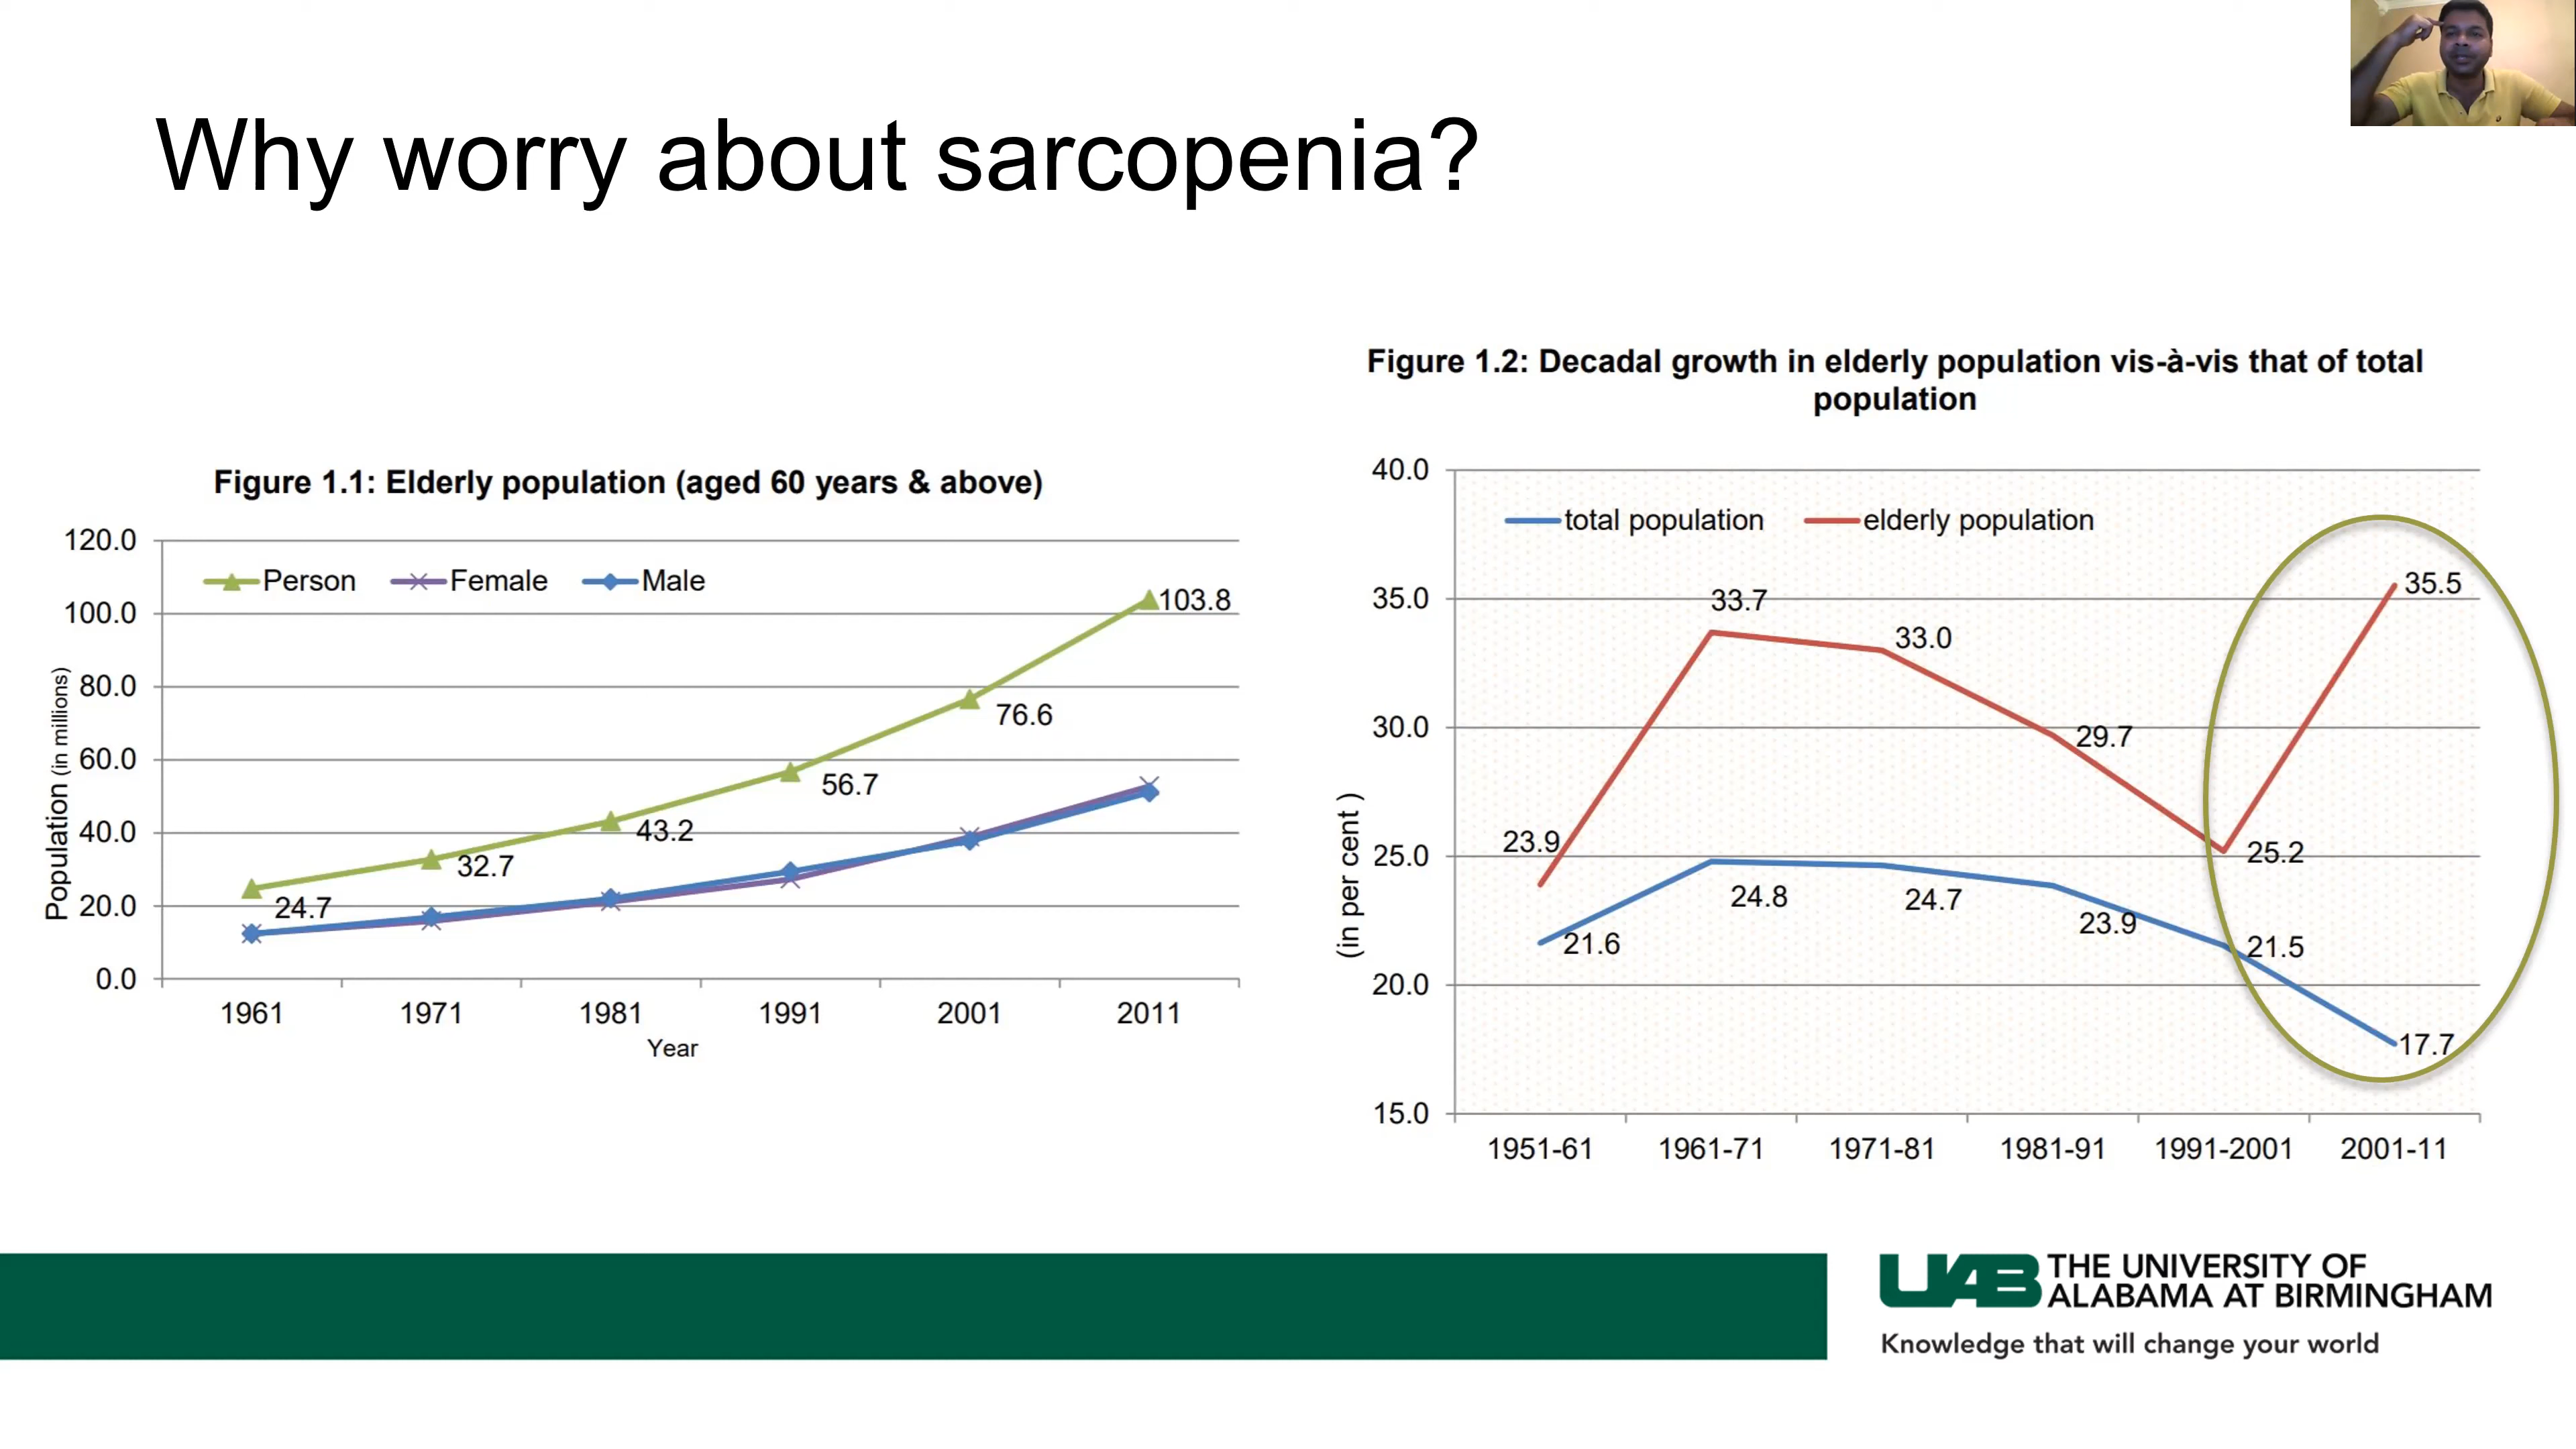 Why worry about sarcopenia?
Figure 1.1: Elderly population (aged 60 years & above)
120.0
100.0
80.0
60.0
40.0
20.0
0.0
Population (in millions)
Person
Female
Male
24.7
32.7
43.2
56.7
76.6
103.8
1961
1971
1981
1991
2001
2011
Year
Figure 1.2: Decadal growth in elderly population vis-à-vis that of total
population
40.0
35.0
30.0
25.0
20.0
15.0
(in per cent )
total population
elderly population
23.9
33.7
33.0
29.7
25.2
35.5
21.6
24.8
24.7
23.9
21.5
17.7
1951-61
1961-71
1971-81
1981-91
1991-2001
2001-11
UAB
THE UNIVERSITY OF
ALABAMA AT BIRMINGHAM
Knowledge that will change your world